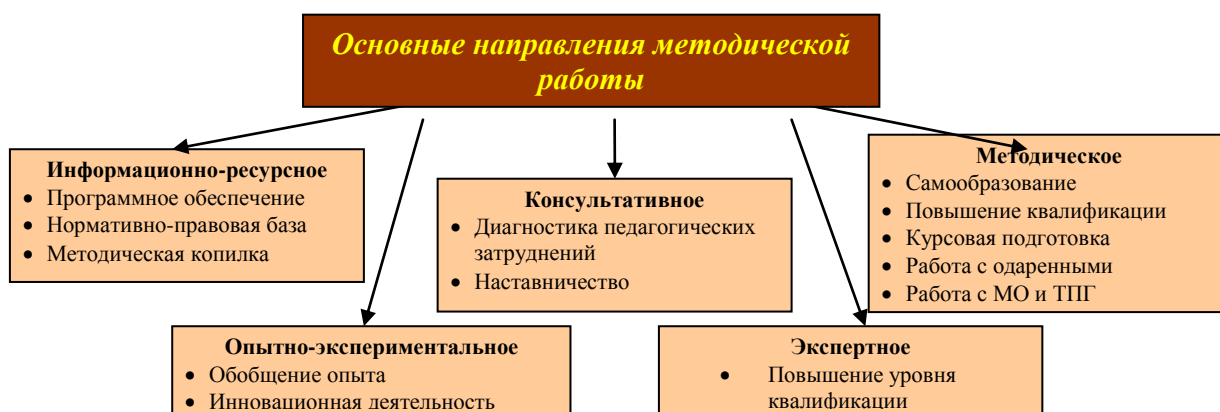 Основные направления методической
работы
Информационно-ресурсное
• Программное обеспечение
• Нормативно-правовая база
• Методическая копилка
Консультативное
• Диагностика педагогических
затруднений
• Наставничество
Методическое
• Самообразование
• Повышение квалификации
• Курсовая подготовка
• Работа с одаренными
• Работа с МО и ТПГ
Опытно-экспериментальное
• Обобщение опыта
• Инновационная деятельность
Экспертное
• Повышение уровня
квалификации